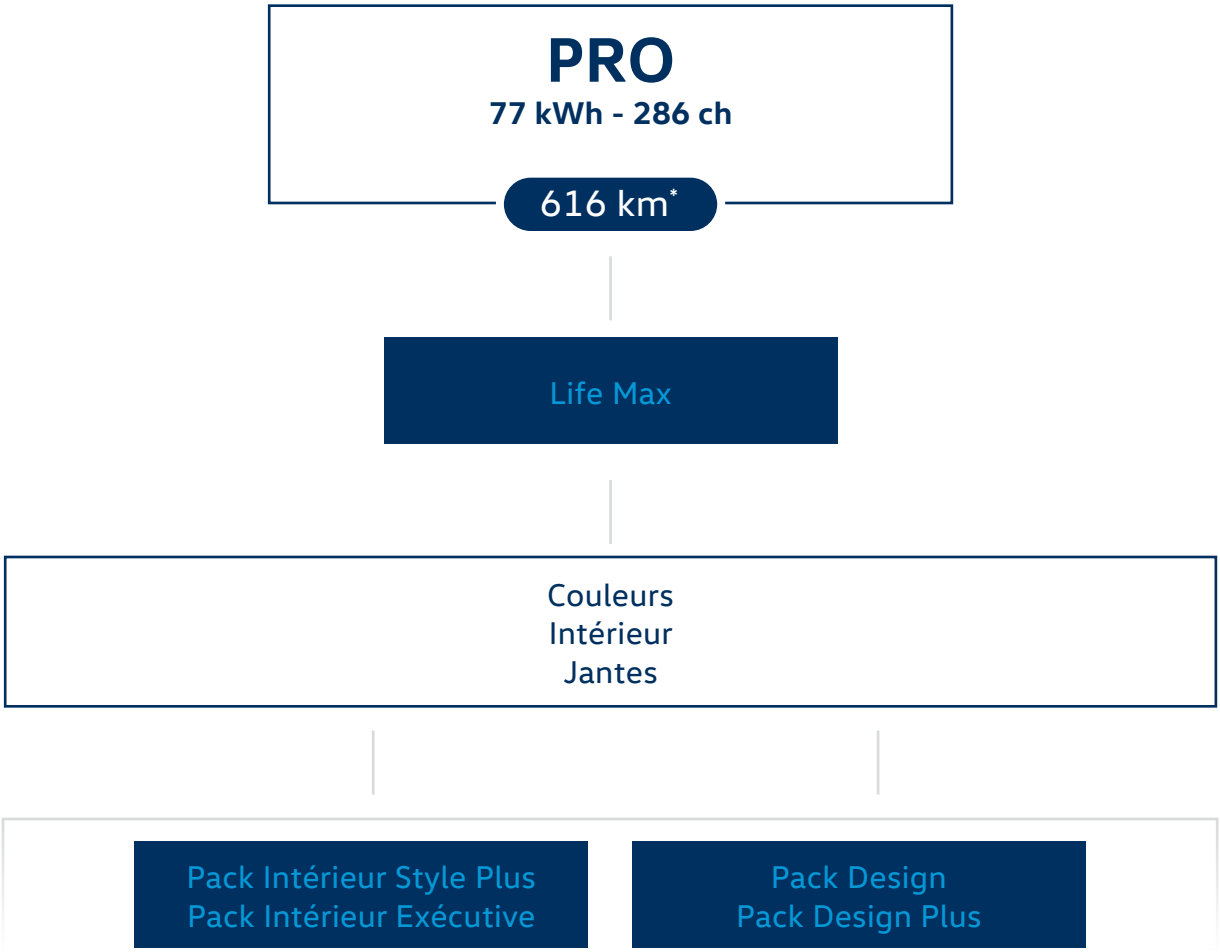 PRO
77 kWh - 286 ch
616 km*
Life Max
Couleurs
Intérieur
Jantes
Pack Intérieur Style Plus
Pack Intérieur Exécutive
Pack Design
Pack Design Plus